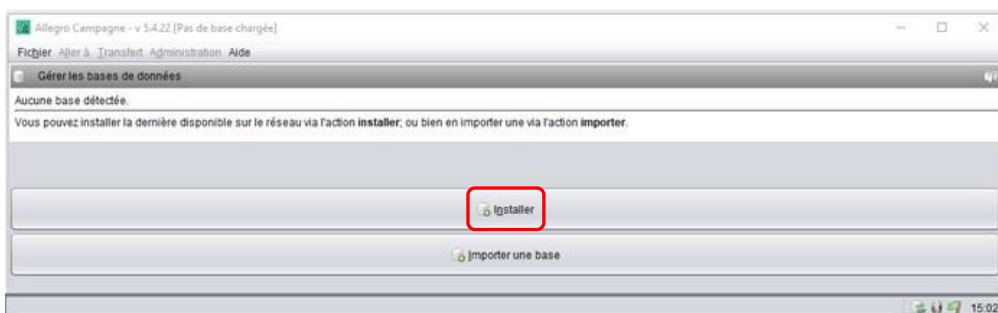 Allegro Campagne - v 5.4.22 [Pas de base chargée]
Fichier Aller à Transfert Administration Aide
Gérer les bases de données
Aucune base détectée.
Vous pouvez installer la dernière disponible sur le réseau via l'action installer; ou bien en importer une via l'action importer.
Installer
Importer une base
15:02